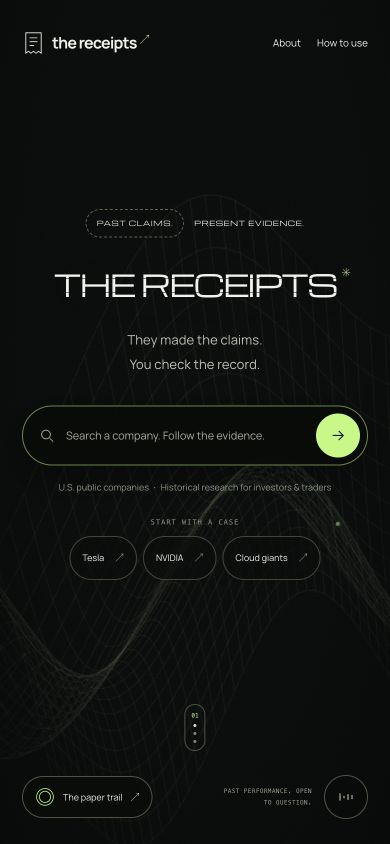 the receipts
About How to use
PAST CLAIMS. PRESENT EVIDENCE.
THE RECEIPTS
They made the claims.
You check the record.
Search a company. Follow the evidence.
U.S. public companies · Historical research for investors & traders
START WITH A CASE
Tesla NVIDIA Cloud giants
01
The paper trail
PAST PERFORMANCE, OPEN
TO QUESTION.